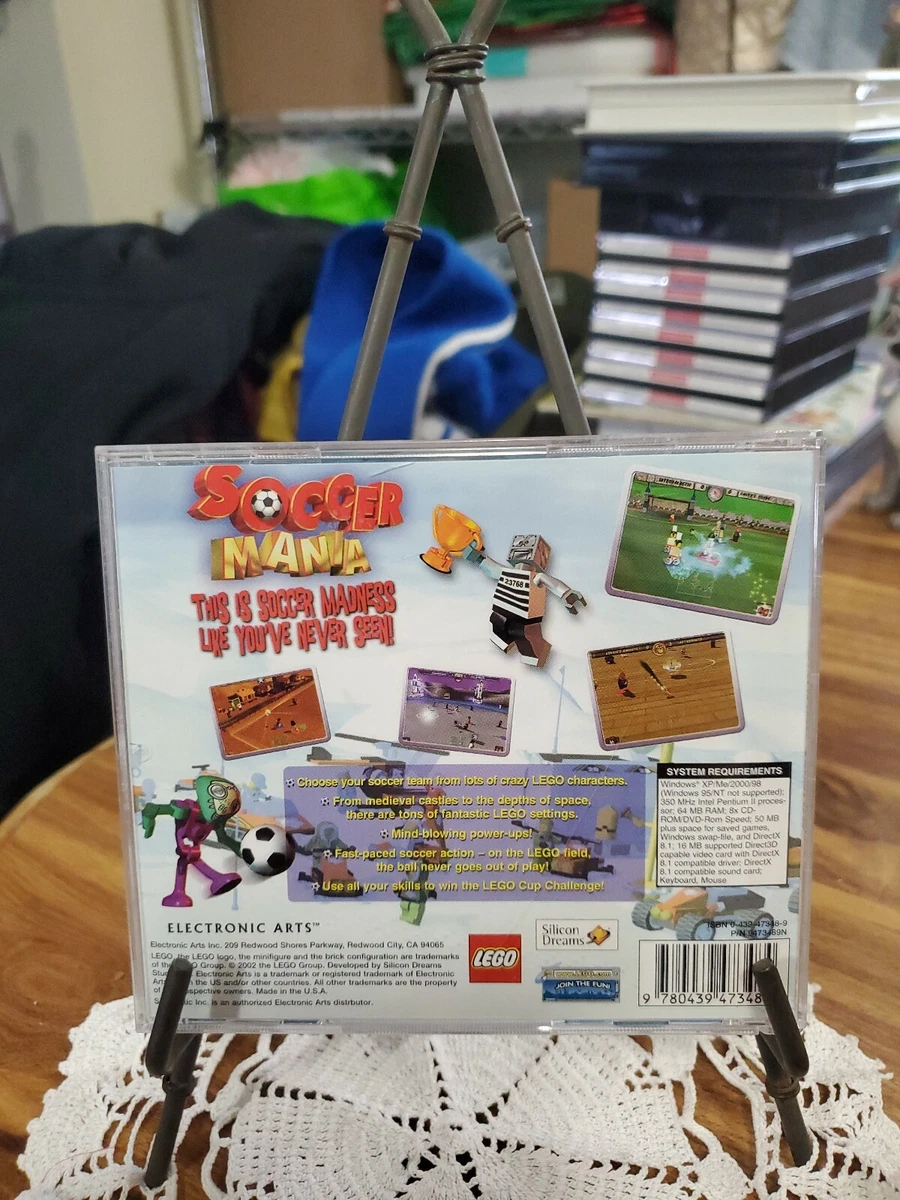 SOCCER
MANIA
THIS IS SOCCER MADNESS
LIKE YOU'VE NEVER SEEN!
23768
Choose your soccer team from lots of crazy LEGO characters.
From medieval castles to the depths of space,
there are tons of fantastic LEGO settings.
Mind-blowing power-ups!
Fast-paced soccer action – on the LEGO field,
the ball never goes out of play!
Use all your skills to win the LEGO Cup Challenge!
SYSTEM REQUIREMENTS
Windows® XP/Me/2000/98
(Windows 95/NT not supported);
350 MHz Intel Pentium II proces-
sor; 64 MB RAM; 8x CD-
ROM/DVD-Rom Speed; 50 MB
plus space for saved games,
Windows swap-file, and DirectX
8.1; 16 MB supported Direct3D
capable video card with DirectX
8.1 compatible driver; DirectX
8.1 compatible sound card;
Keyboard, Mouse
ELECTRONIC ARTS™
Electronic Arts Inc. 209 Redwood Shores Parkway, Redwood City, CA 94065
LEGO, the LEGO logo, the minifigure and the brick configuration are trademarks
of the Group. © 2002 the LEGO Group. Developed by Silicon Dreams
Electronic Arts is a trademark or registered trademark of Electronic
in the US and/or other countries. All other trademarks are the property
of owners. Made in the U.S.A.
Inc. is an authorized Electronic Arts distributor.
LEGO
Silicon
Dreams
www.LEGO.com
JOIN THE FUN!
ISBN 0-439-47348-9
P/N 9473489N
9 780439 47348